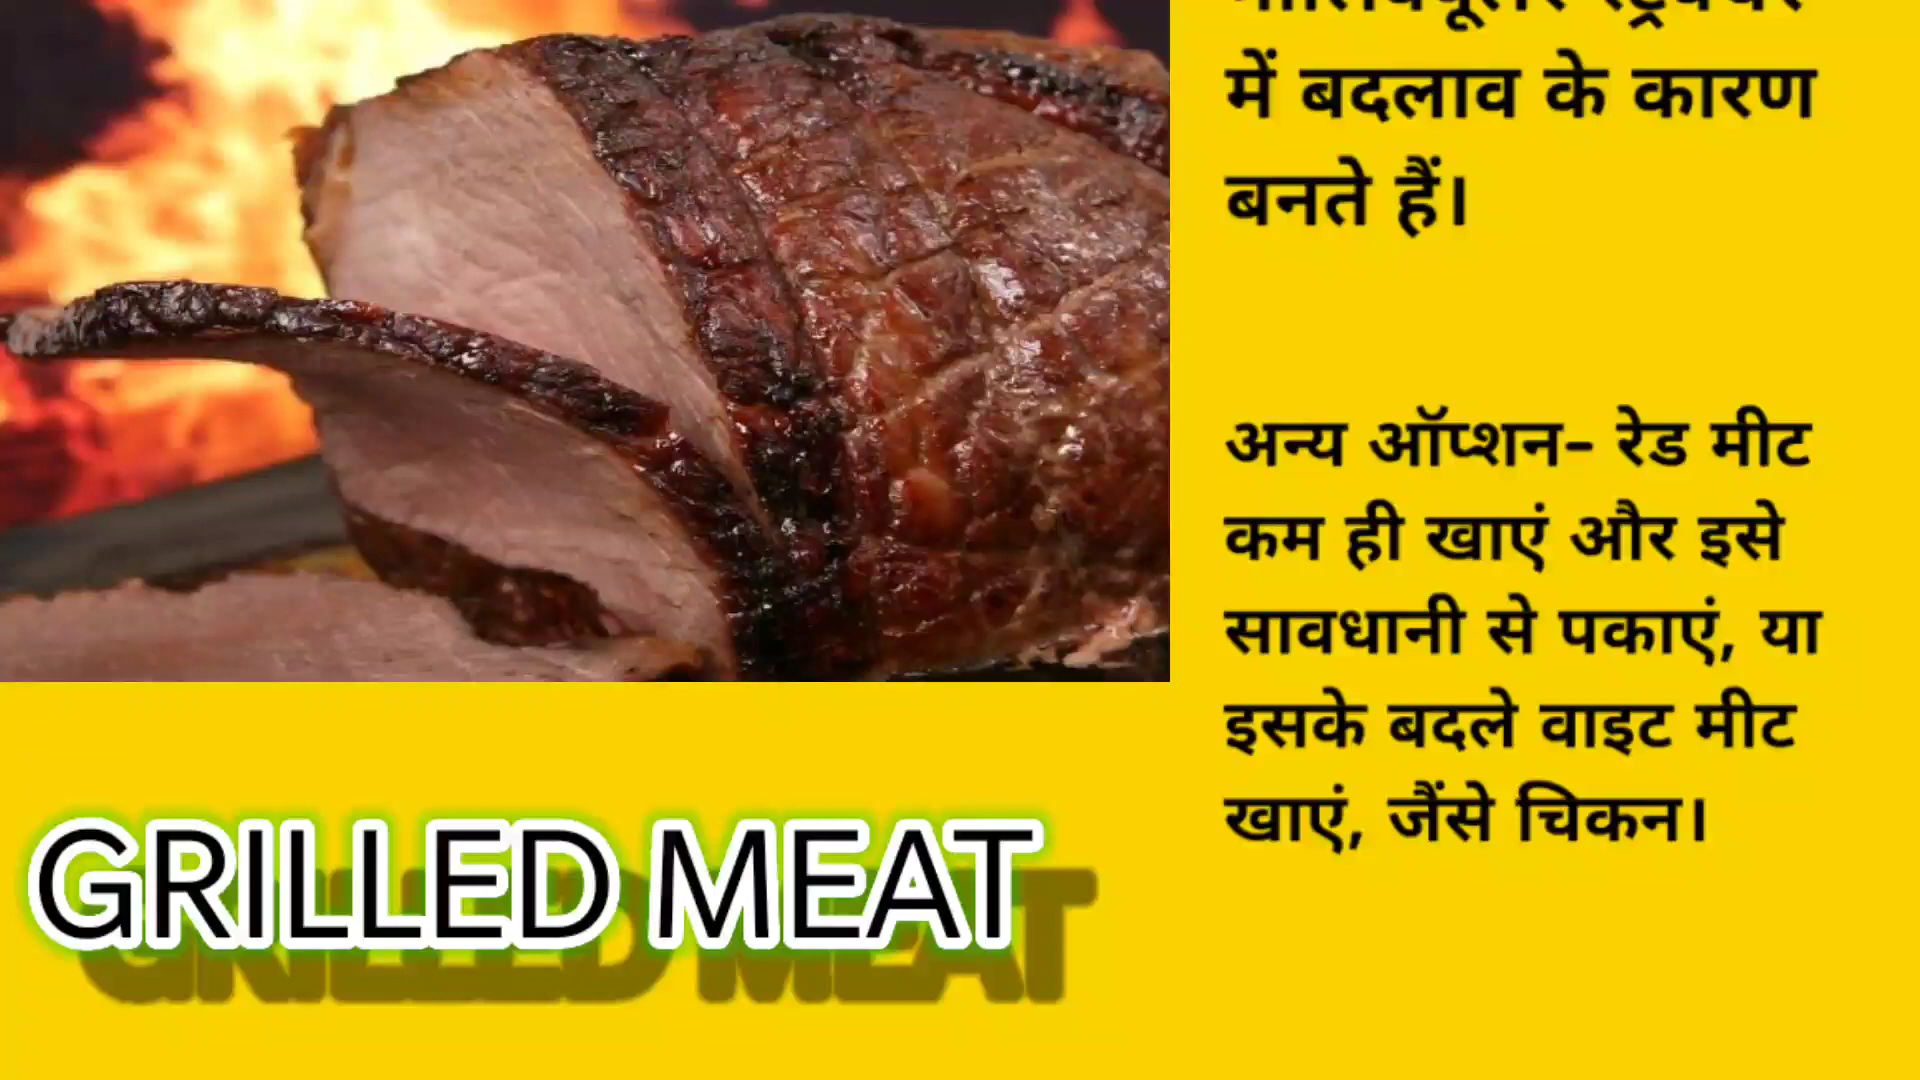 में बदलाव के कारण
बनते हैं।
अन्य ऑप्शन- रेड मीट
कम ही खाएं और इसे
सावधानी से पकाएं, या
इसके बदले वाइट मीट
खाएं, जैंसे चिकन।
GRILLED MEAT